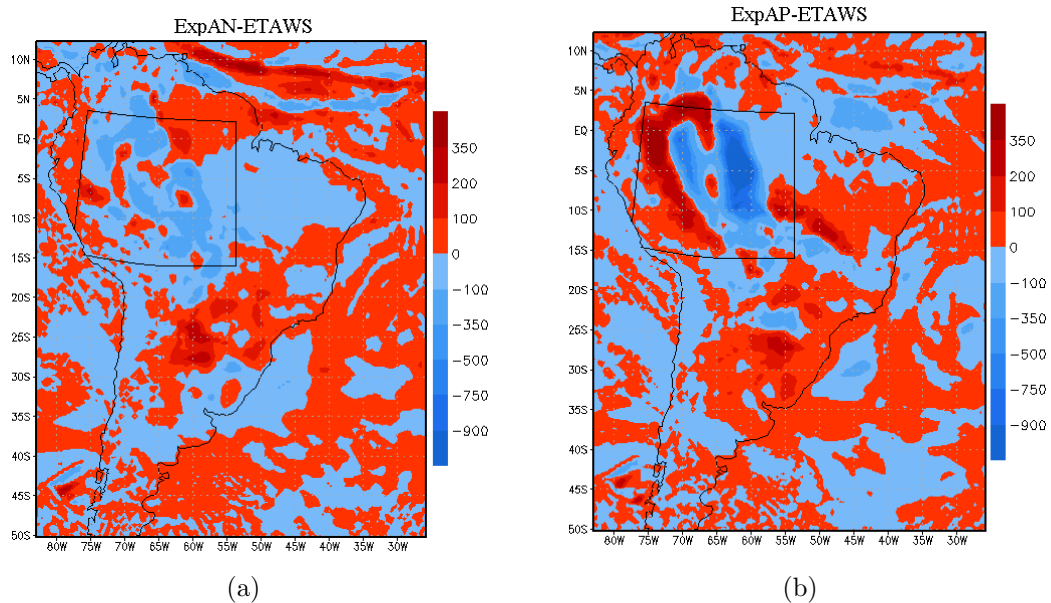 ExpAN-ETAWS
10N
5N
EQ
5S
10S
15S
20S
25S
30S
35S
40S
45S
50S
80W 75W 70W 65W 60W 55W 50W 45W 40W 35W 30W
350
200
100
0
-100
-350
-500
-750
-900
(a)
ExpAP-ETAWS
10N
5N
EQ
5S
10S
15S
20S
25S
30S
35S
40S
45S
50S
80W 75W 70W 65W 60W 55W 50W 45W 40W 35W 30W
350
200
100
0
-100
-350
-500
-750
-900
(b)